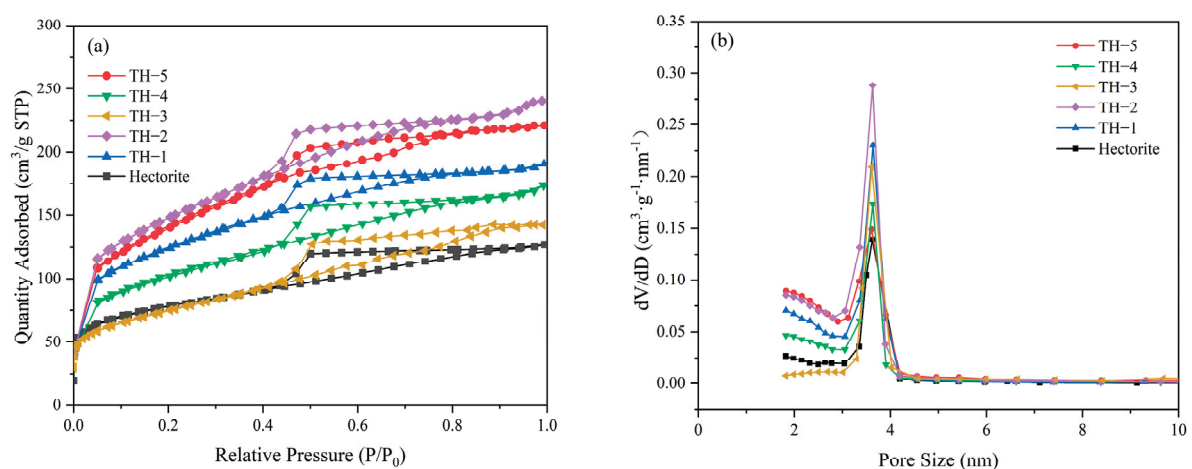 (a)
TH−5
TH−4
TH−3
TH−2
TH−1
Hectorite
Quantity Adsorbed (cm³/g STP)
300
250
200
150
100
50
0
0.0 0.2 0.4 0.6 0.8 1.0
Relative Pressure (P/P₀)
(b)
TH−5
TH−4
TH−3
TH−2
TH−1
Hectorite
dV/dD (cm³·g⁻¹·nm⁻¹)
0.35
0.30
0.25
0.20
0.15
0.10
0.05
0.00
2 4 6 8 10
Pore Size (nm)